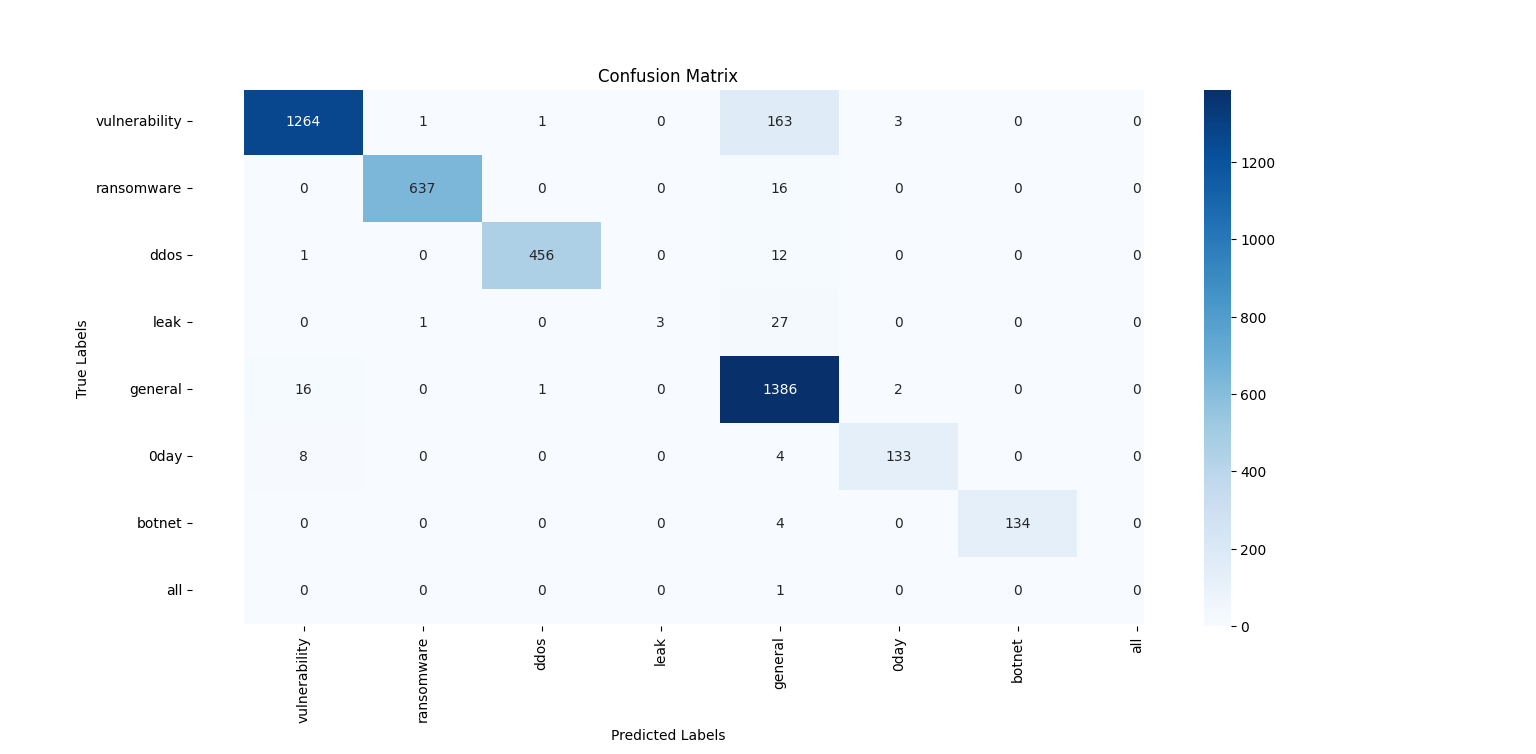 Confusion Matrix
vulnerability 1264 1 1 0 163 3 0 0
ransomware 0 637 0 0 16 0 0 0
ddos 1 0 456 0 12 0 0 0
leak 0 1 0 3 27 0 0 0
general 16 0 1 0 1386 2 0 0
0day 8 0 0 0 4 133 0 0
botnet 0 0 0 0 4 0 134 0
all 0 0 0 0 1 0 0 0
True Labels
vulnerability ransomware ddos leak general 0day botnet all
Predicted Labels
1200
1000
800
600
400
200
0